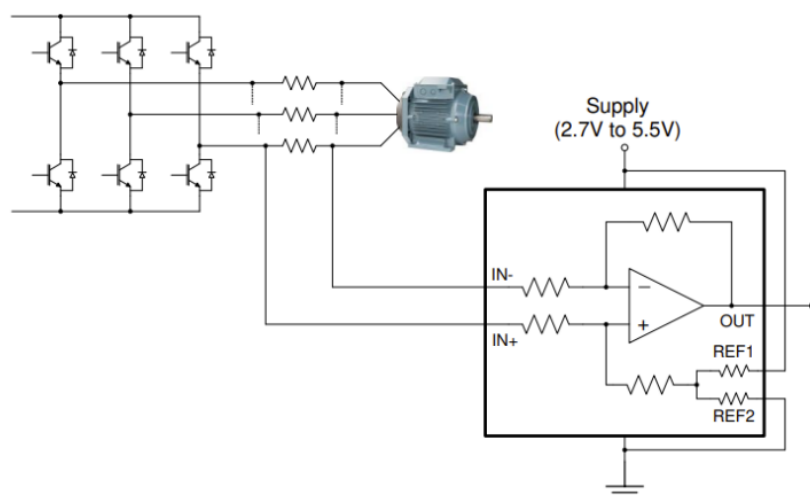 Supply
(2.7V to 5.5V)
IN-
IN+
OUT
REF1
REF2